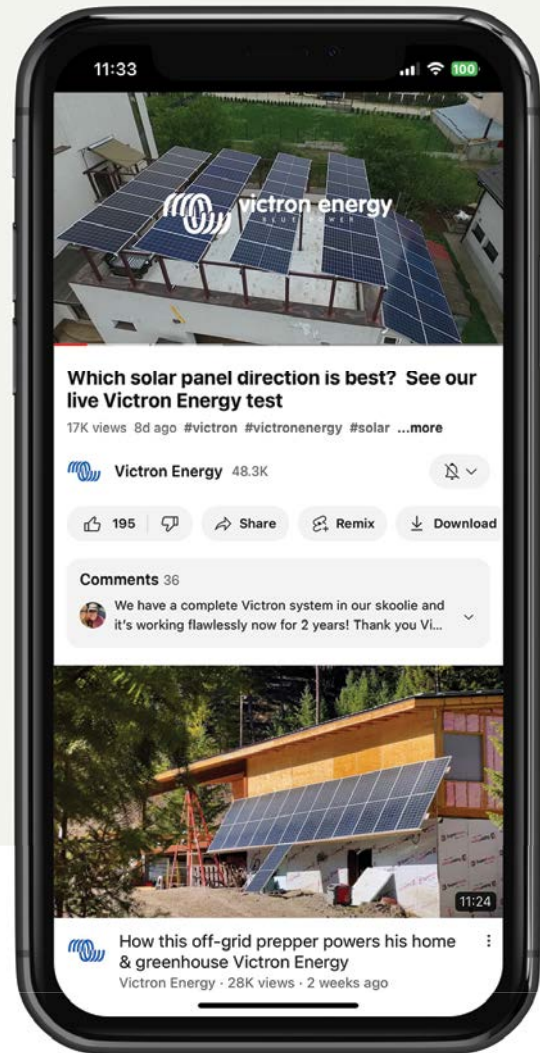 11:33
100
victron energy
BLUE POWER
Which solar panel direction is best? See our
live Victron Energy test
17K views 8d ago #victron #victronenergy #solar ...more
Victron Energy 48.3K
195
Share
Remix
Download
Comments 36
We have a complete Victron system in our skoolie and
it's working flawlessly now for 2 years! Thank you Vi...
11:24
How this off-grid prepper powers his home
& greenhouse Victron Energy
Victron Energy · 28K views · 2 weeks ago